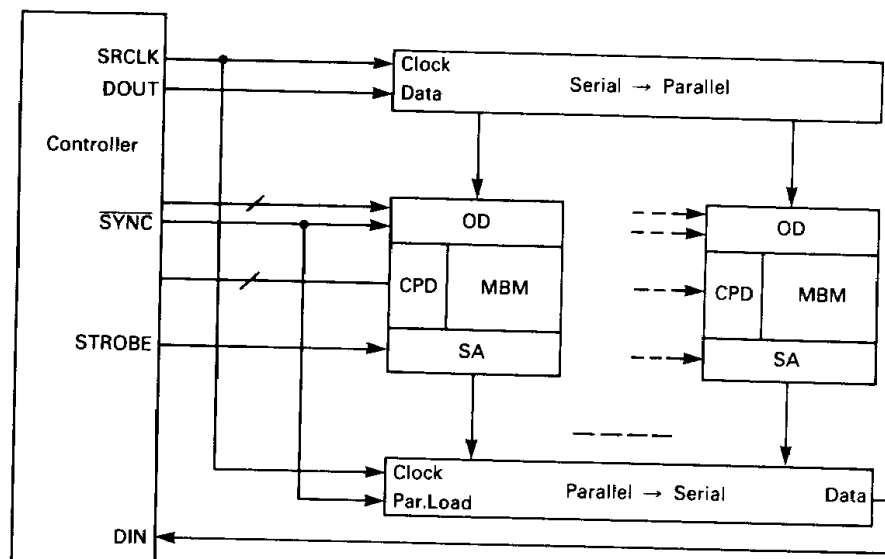 SRCLK
DOUT
Clock
Data
Serial → Parallel
Controller
SYNC
OD
OD
CPD
MBM
CPD
MBM
STROBE
SA
SA
Clock
Par.Load
Parallel → Serial
Data
DIN